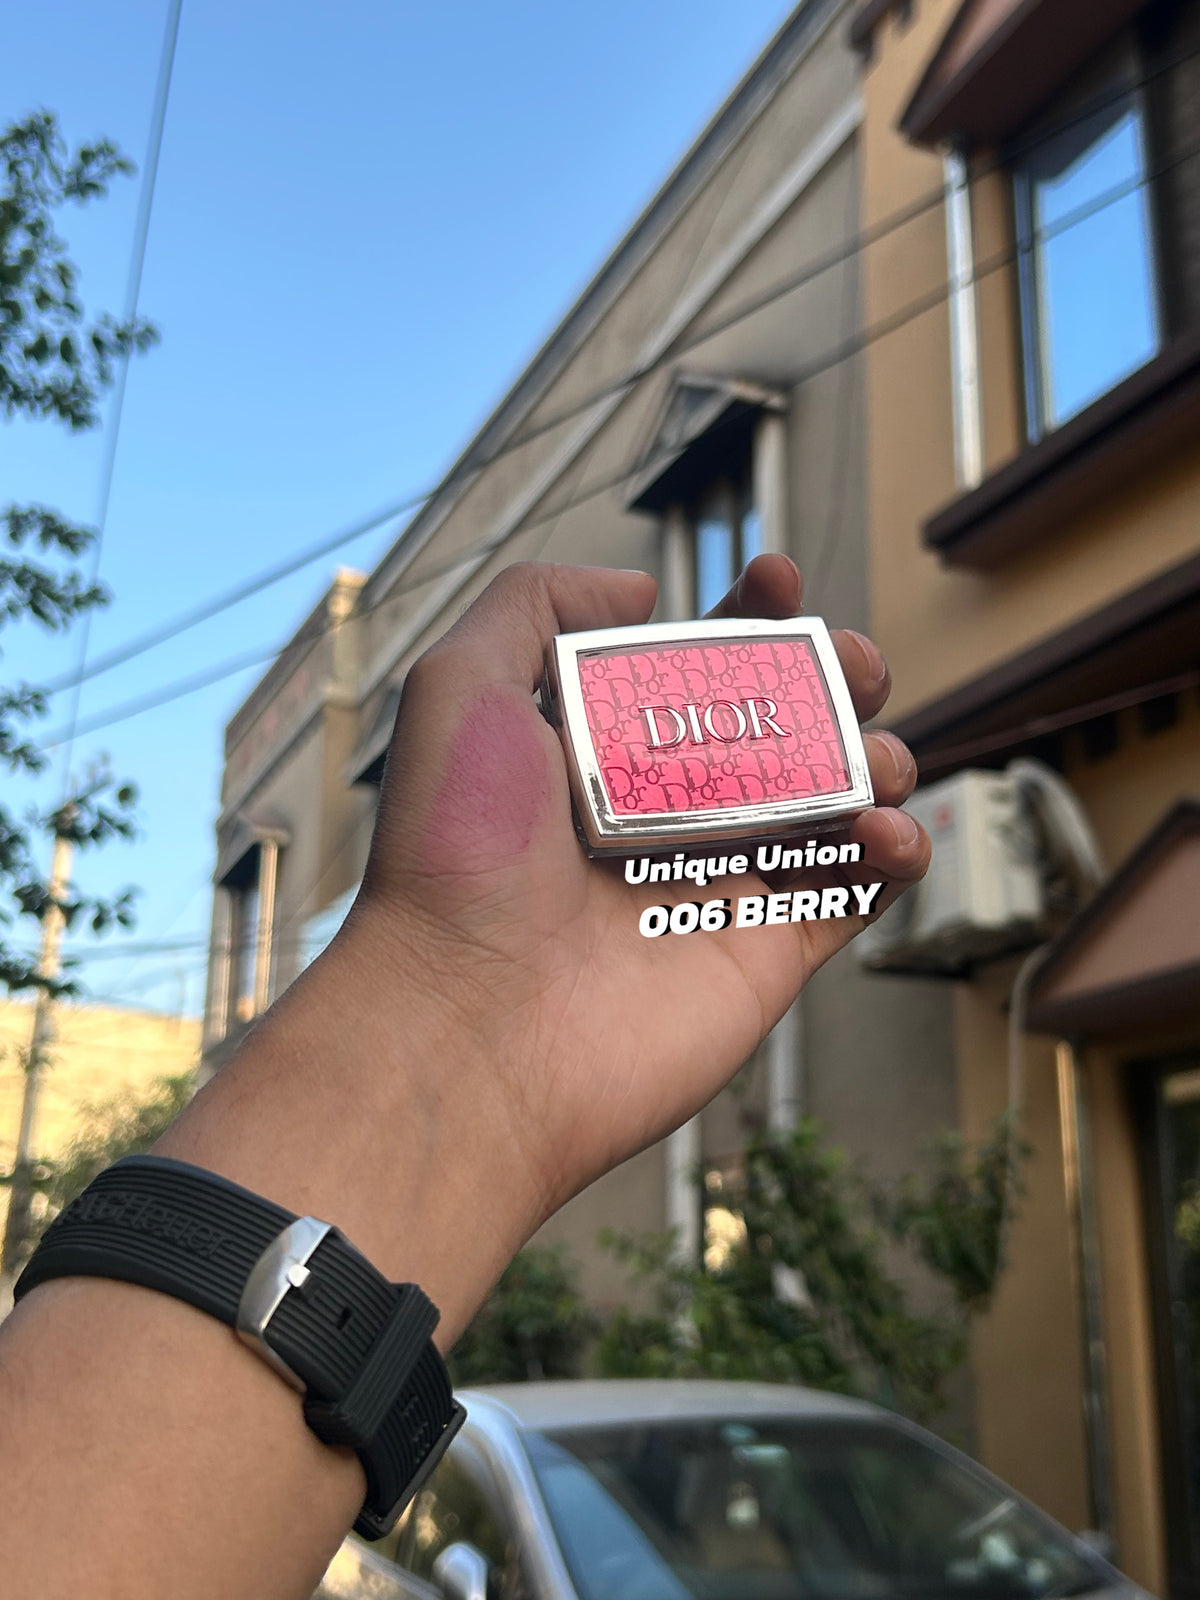 DIOR
Unique Union
006 BERRY